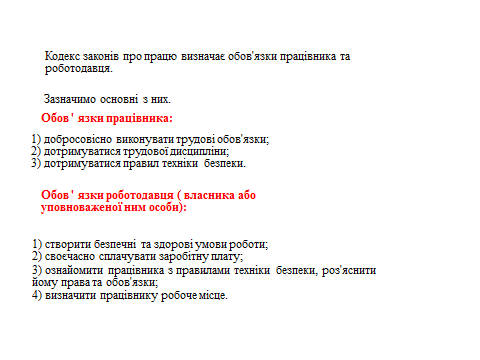 Кодекс законів про працю визначає обов'язки працівника та
роботодавця.
Зазначимо основні з них.
Обов ' язки працівника:
1) добросовісно виконувати трудові обов'язки;
2) дотримуватися трудової дисципліни;
3) дотримуватися правил техніки безпеки.
Обов ' язки роботодавця ( власника або
уповноваженої ним особи):
1) створити безпечні та здорові умови роботи;
2) своєчасно сплачувати заробітну плату;
3) ознайомити працівника з правилами техніки безпеки, роз'яснити
йому права та обов'язки;
4) визначити працівнику робоче місце.